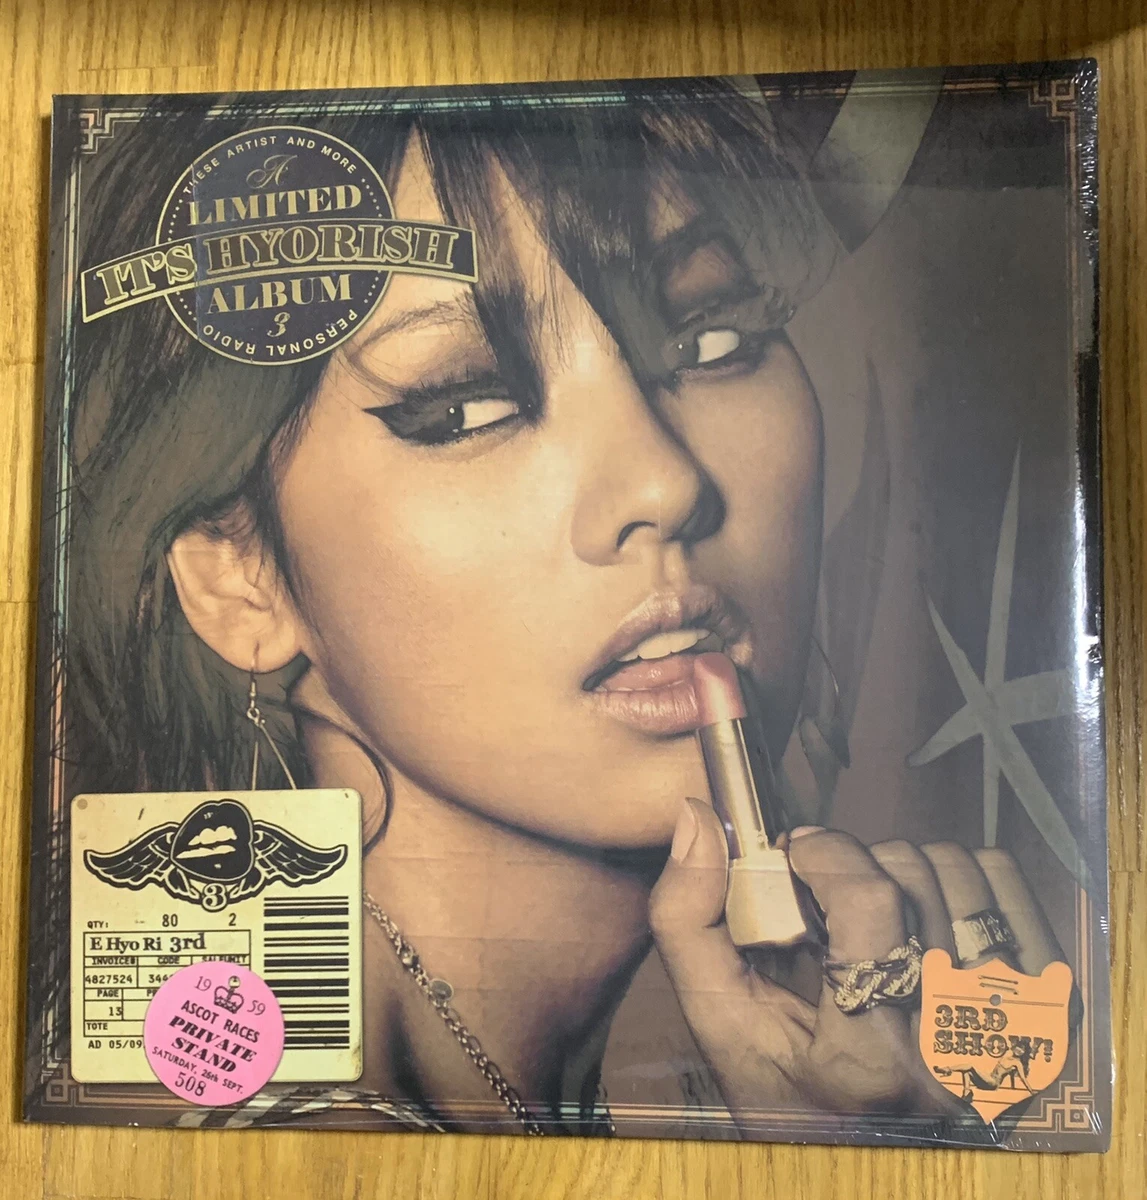 THESE ARTIST AND MORE
A
LIMITED
IT'S HYORISH
ALBUM
3
PERSONAL RADIO
3
QTY: 80 2
E Hyo Ri 3rd
INVOICE# CODE SALEUNIT
4827524
PAGE
13
TOTE
AD 05/09
19 59
ASCOT RACES
PRIVATE
STAND
SATURDAY, 26th SEPT.
508
3RD
SHOW!